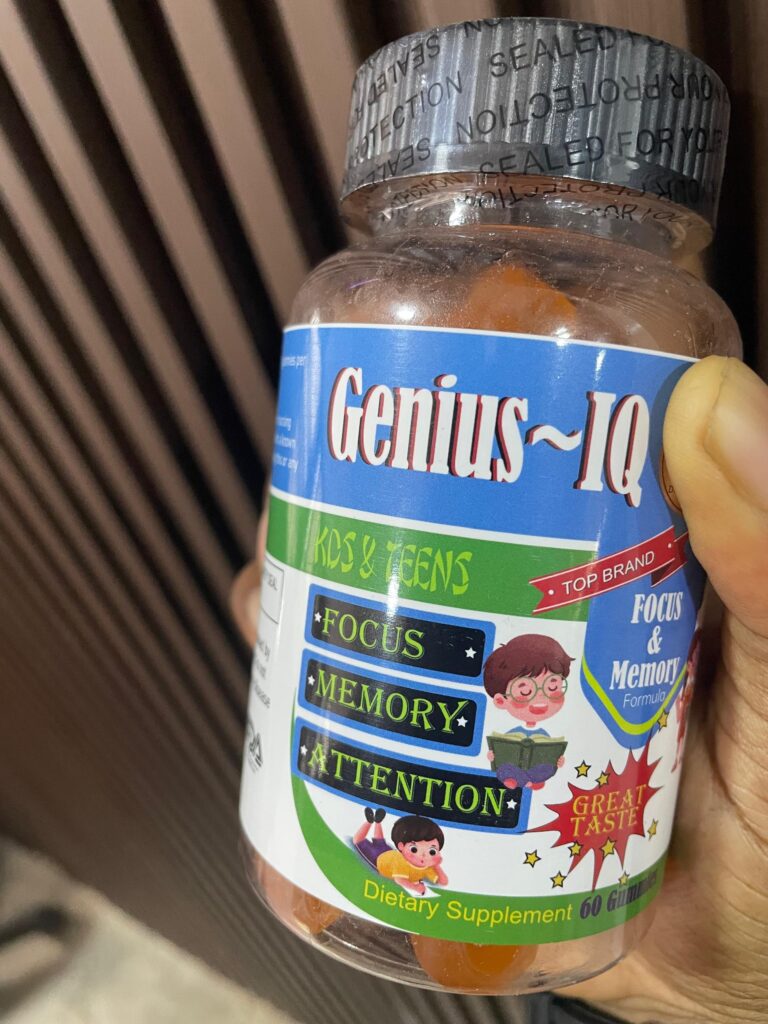 SEALED FOR YOUR PROTECTION
SEALED FOR YOUR PROTECTION
Genius~IQ
KDS & TEENS
TOP BRAND
FOCUS
&
Memory
Formula
FOCUS
MEMORY
ATTENTION
GREAT
TASTE
Dietary Supplement 60 Gummies